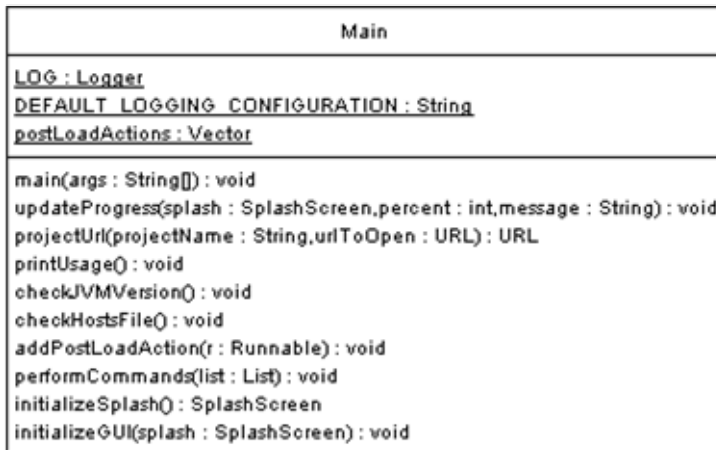 Main
LOG : Logger
DEFAULT_LOGGING_CONFIGURATION : String
postLoadActions : Vector
main(args : String[]) : void
updateProgress(splash : SplashScreen,percent : int,message : String) : void
projectUrl(projectName : String,urlToOpen : URL) : URL
printUsage() : void
checkJVMVersion() : void
checkHostsFile() : void
addPostLoadAction(r : Runnable) : void
performCommands(list : List) : void
initializeSplash() : SplashScreen
initializeGUI(splash : SplashScreen) : void